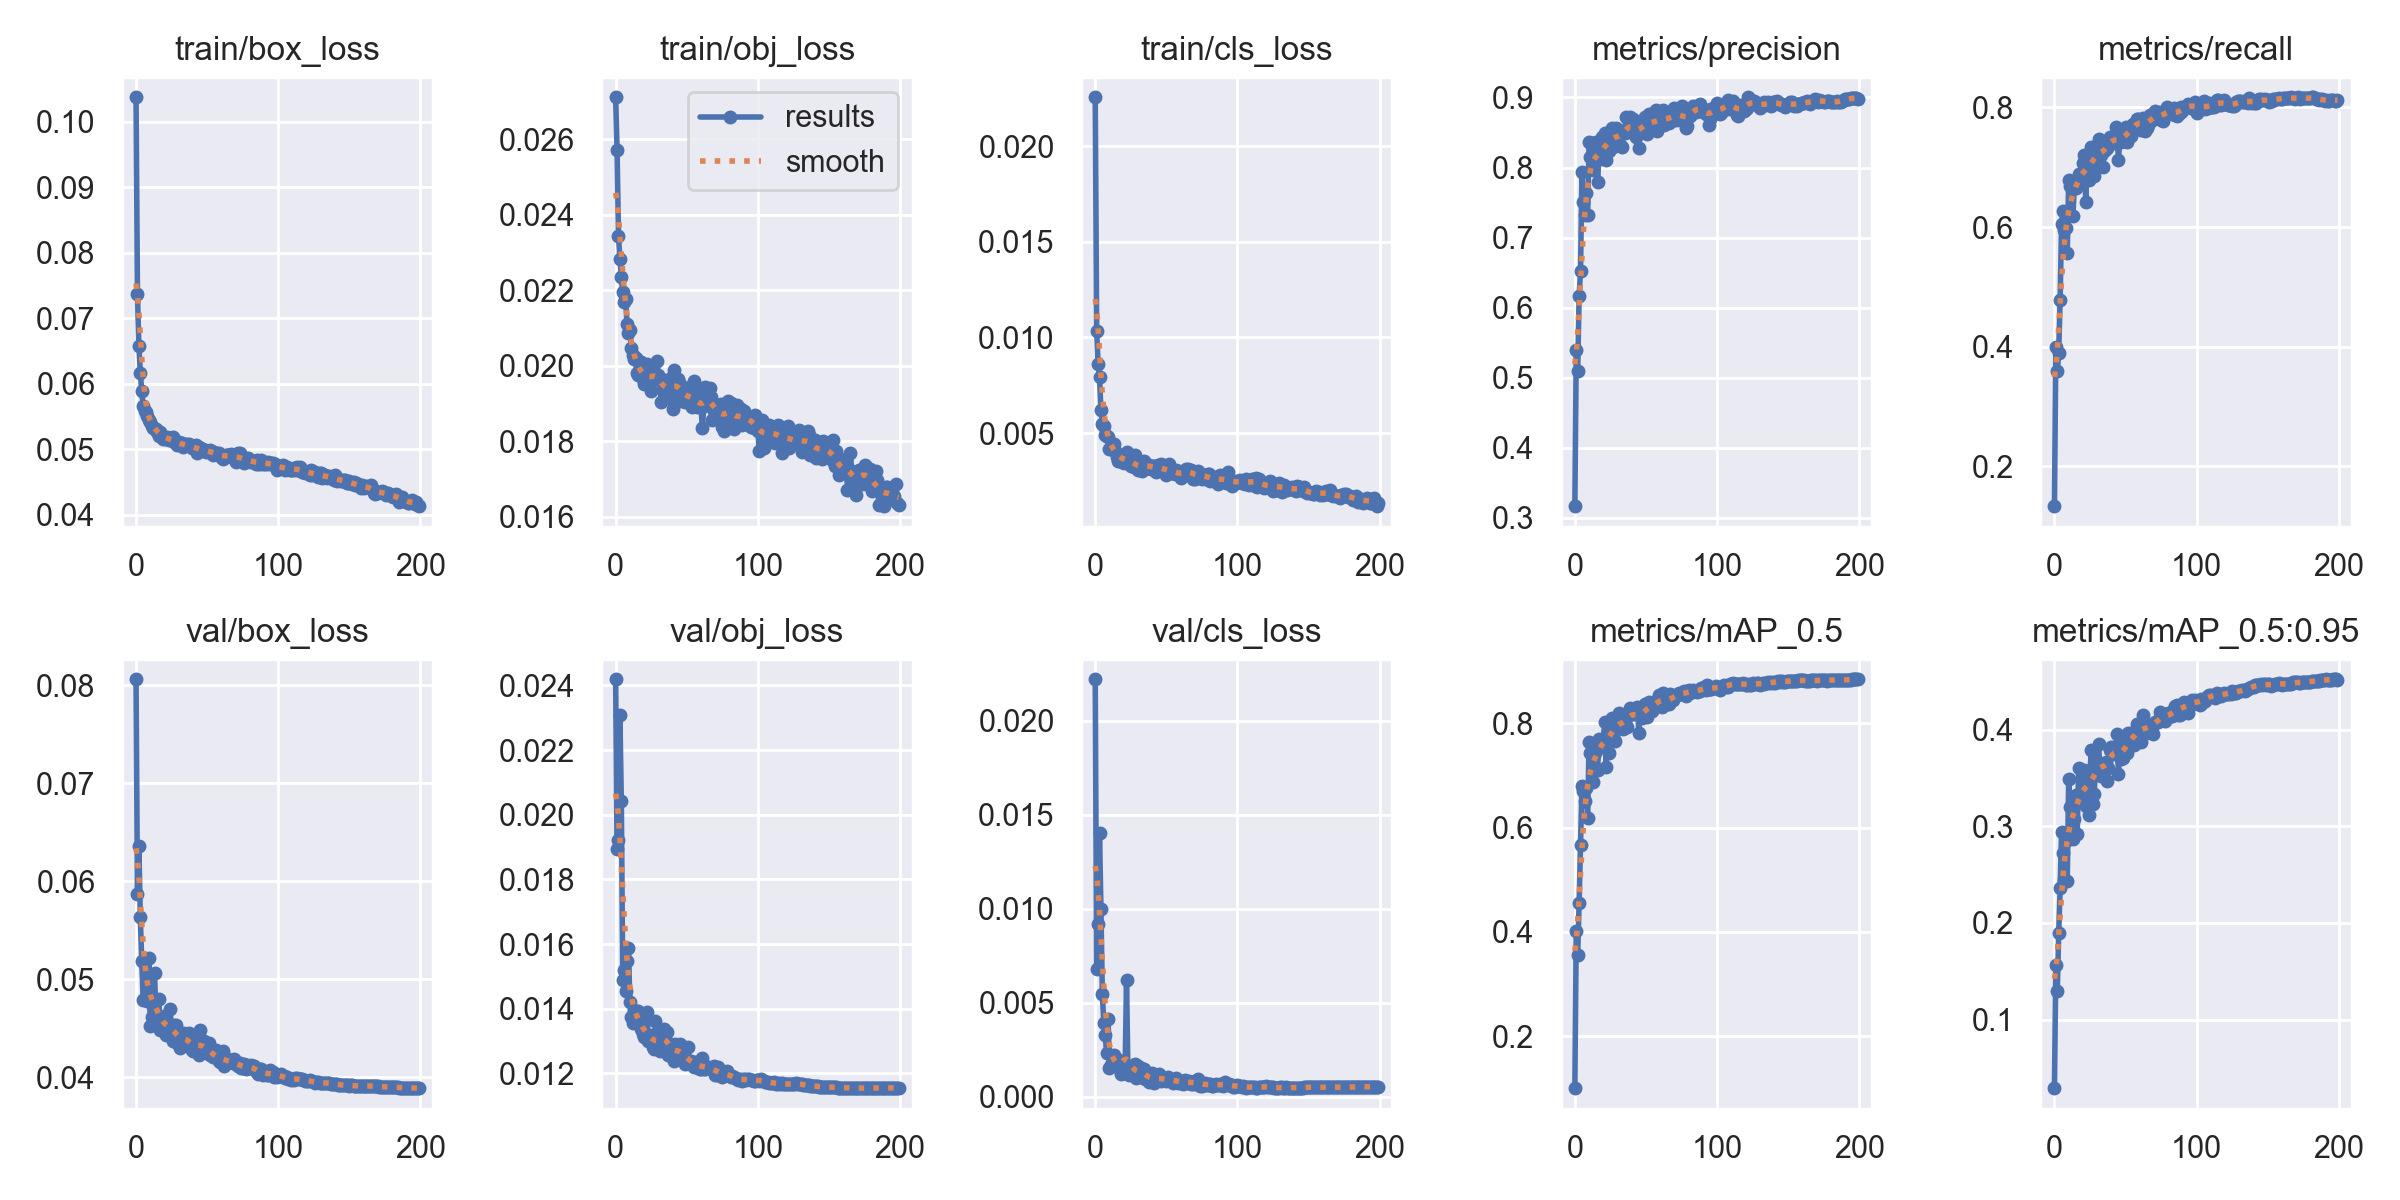 train/box_loss
0.10
0.09
0.08
0.07
0.06
0.05
0.04
0 100 200
train/obj_loss
results
smooth
0.026
0.024
0.022
0.020
0.018
0.016
0 100 200
train/cls_loss
0.020
0.015
0.010
0.005
0 100 200
metrics/precision
0.9
0.8
0.7
0.6
0.5
0.4
0.3
0 100 200
metrics/recall
0.8
0.6
0.4
0.2
0 100 200
val/box_loss
0.08
0.07
0.06
0.05
0.04
0 100 200
val/obj_loss
0.024
0.022
0.020
0.018
0.016
0.014
0.012
0 100 200
val/cls_loss
0.020
0.015
0.010
0.005
0.000
0 100 200
metrics/mAP_0.5
0.8
0.6
0.4
0.2
0 100 200
metrics/mAP_0.5:0.95
0.4
0.3
0.2
0.1
0 100 200